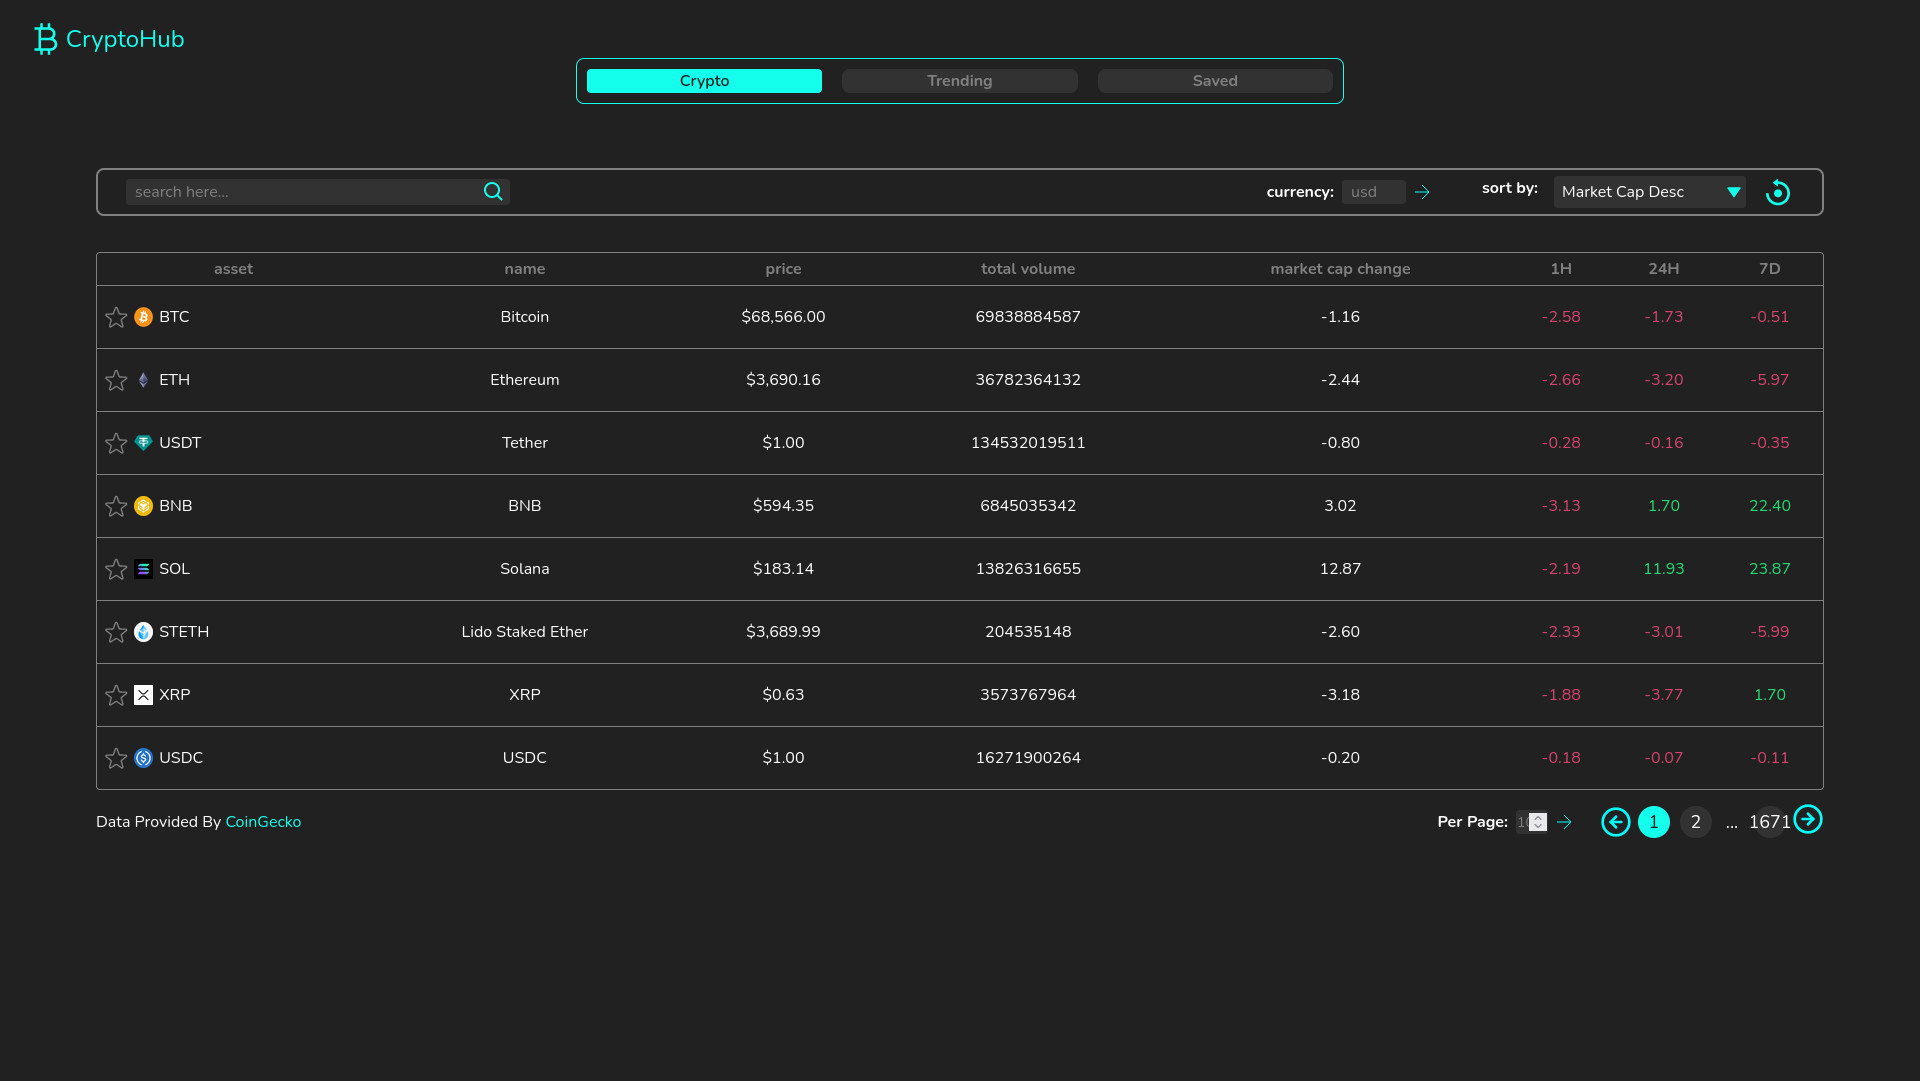 CryptoHub
Crypto Trending Saved
search here... currency: usd sort by: Market Cap Desc
asset name price total volume market cap change 1H 24H 7D
BTC Bitcoin $68,566.00 69838884587 -1.16 -2.58 -1.73 -0.51
ETH Ethereum $3,690.16 36782364132 -2.44 -2.66 -3.20 -5.97
USDT Tether $1.00 134532019511 -0.80 -0.28 -0.16 -0.35
BNB BNB $594.35 6845035342 3.02 -3.13 1.70 22.40
SOL Solana $183.14 13826316655 12.87 -2.19 11.93 23.87
STETH Lido Staked Ether $3,689.99 204535148 -2.60 -2.33 -3.01 -5.99
XRP XRP $0.63 3573767964 -3.18 -1.88 -3.77 1.70
USDC USDC $1.00 16271900264 -0.20 -0.18 -0.07 -0.11
Data Provided By CoinGecko Per Page: 1 2 ... 1671